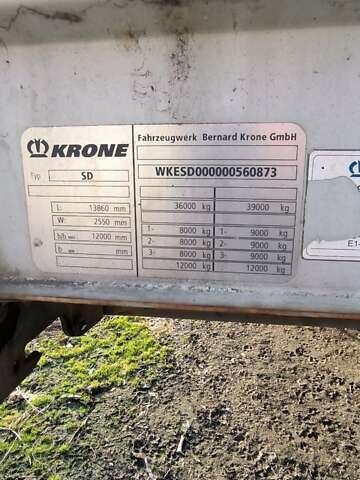 KRONE
Fahrzeugwerk Bernard Krone GmbH
Typ SD
WKESD000000560873
L: 13860 mm
36000 kg 39000 kg
W: 2550 mm
1- 8000 kg 1- 9000 kg
12000 mm
2- 8000 kg 2- 9000 kg
b mm
3- 8000 kg 3- 9000 kg
12000 kg 12000 kg
E1-